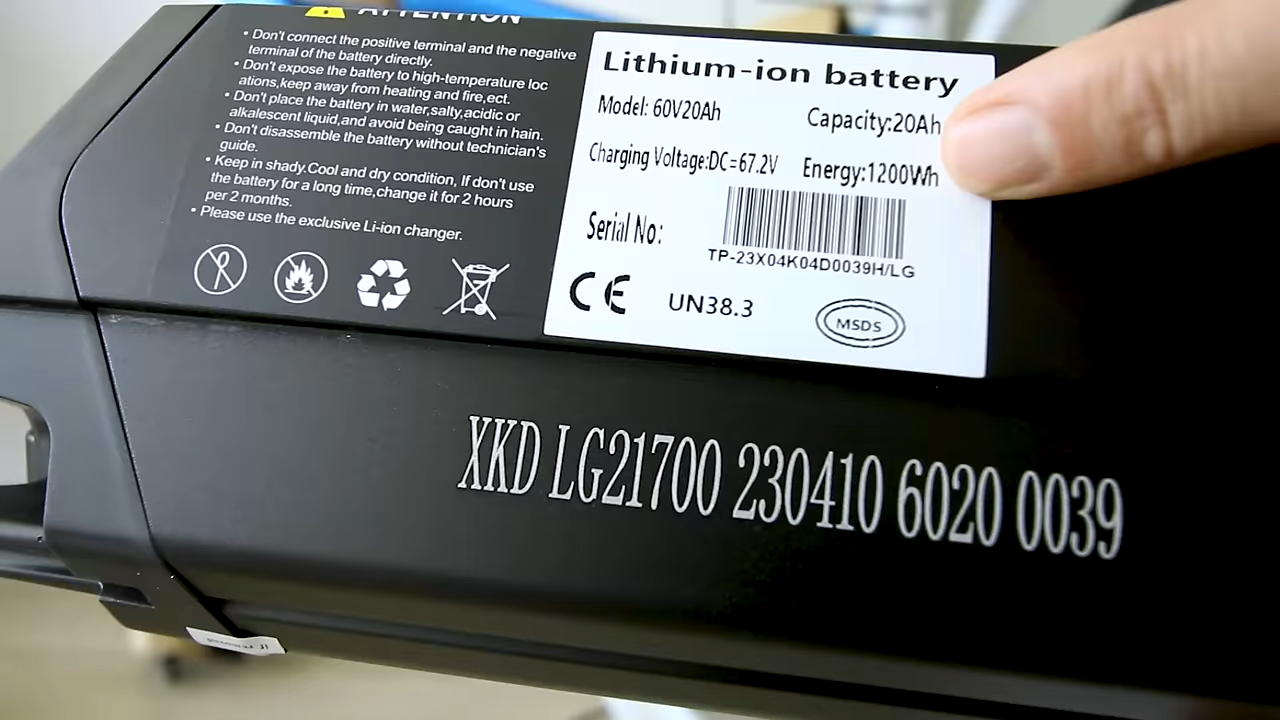 ATTENTION
• Don't connect the positive terminal and the negative
terminal of the battery directly.
• Don't expose the battery to high-temperature loc
ations,keep away from heating and fire,ect.
• Don't place the battery in water,salty,acidic or
alkalescent liquid,and avoid being caught in hain.
• Don't disassemble the battery without technician's
guide.
• Keep in shady.Cool and dry condition, If don't use
the battery for a long time,change it for 2 hours
per 2 months.
• Please use the exclusive Li-ion changer.
Lithium-ion battery
Model: 60V20Ah
Capacity:20Ah
Charging Voltage:DC=67.2V
Energy:1200Wh
Serial No:
TP-23X04K04D0039H/LG
CE
UN38.3
MSDS
XKD LG21700 230410 6020 0039